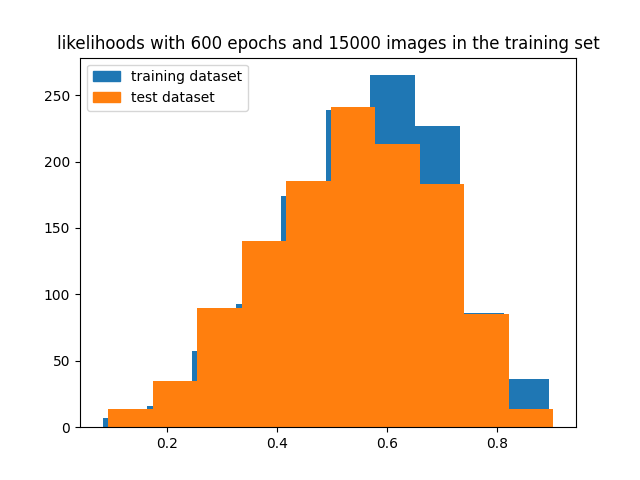 likelihoods with 600 epochs and 15000 images in the training set
training dataset
test dataset
250
200
150
100
50
0
0.2 0.4 0.6 0.8